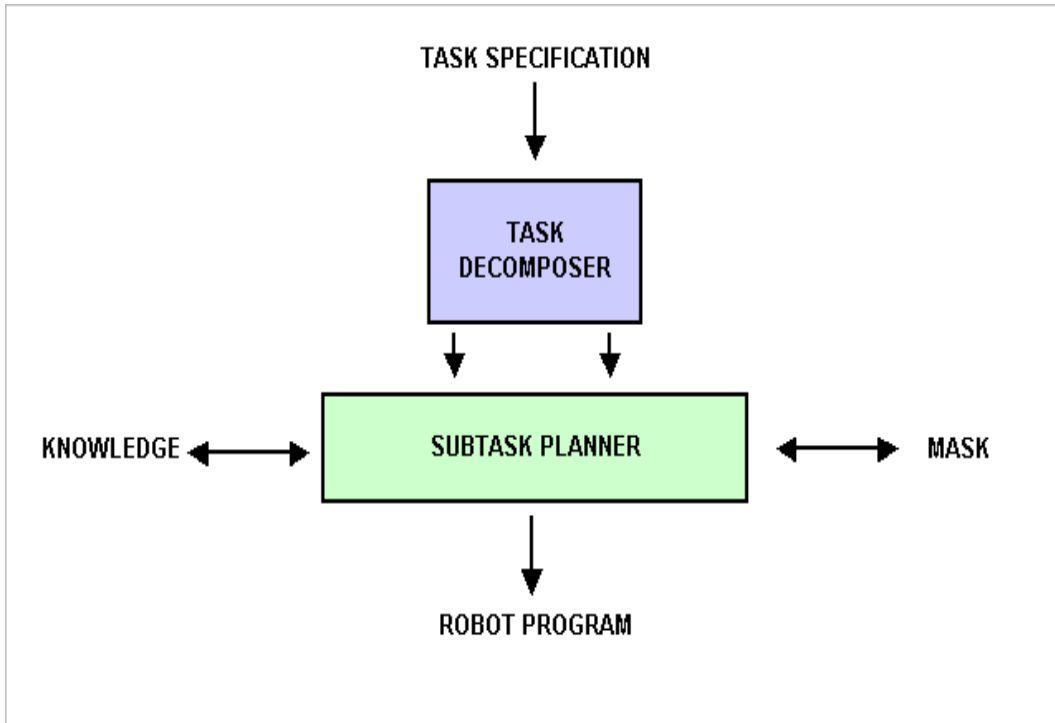 TASK SPECIFICATION
TASK
DECOMPOSER
KNOWLEDGE
SUBTASK PLANNER
MASK
ROBOT PROGRAM